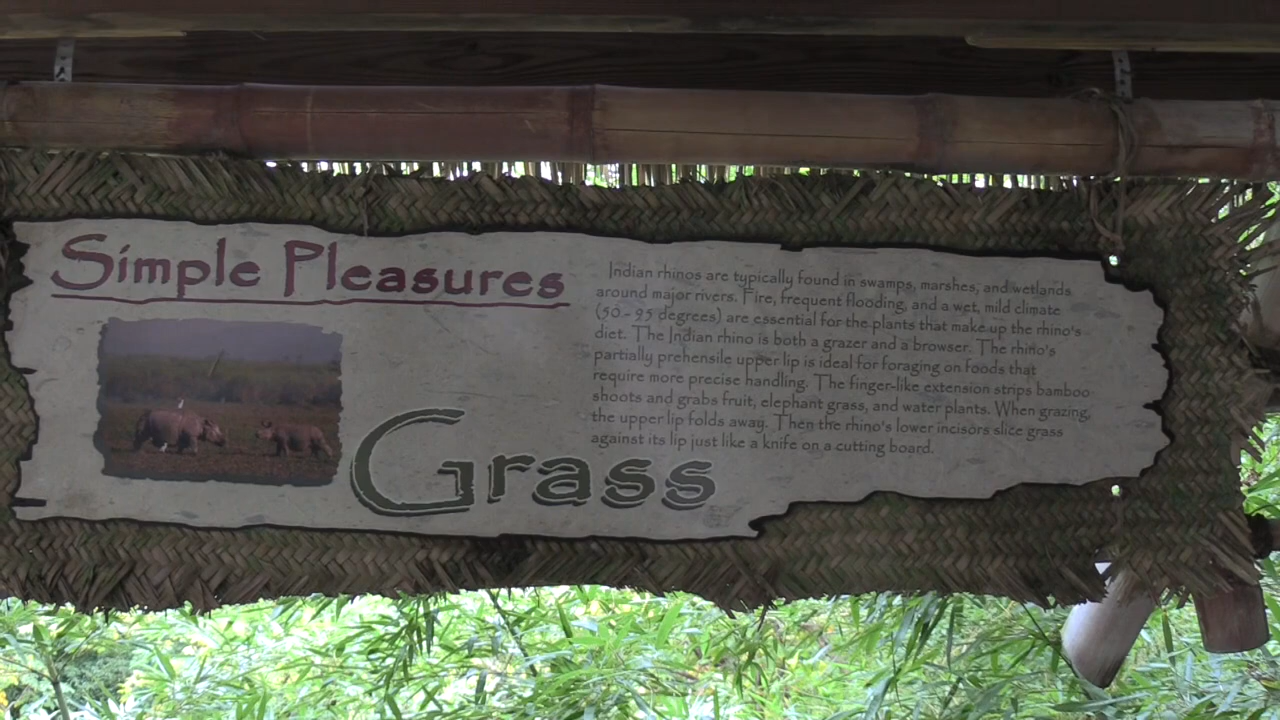 Simple Pleasures
Grass
Indian rhinos are typically found in swamps, marshes, and wetlands
around major rivers. Fire, frequent flooding, and a wet, mild climate
(50 - 95 degrees) are essential for the plants that make up the rhino's
diet. The Indian rhino is both a grazer and a browser. The rhino's
partially prehensile upper lip is ideal for foraging on foods that
require more precise handling. The finger-like extension strips bamboo
shoots and grabs fruit, elephant grass, and water plants. When grazing,
the upper lip folds away. Then the rhino's lower incisors slice grass
against its lip just like a knife on a cutting board.